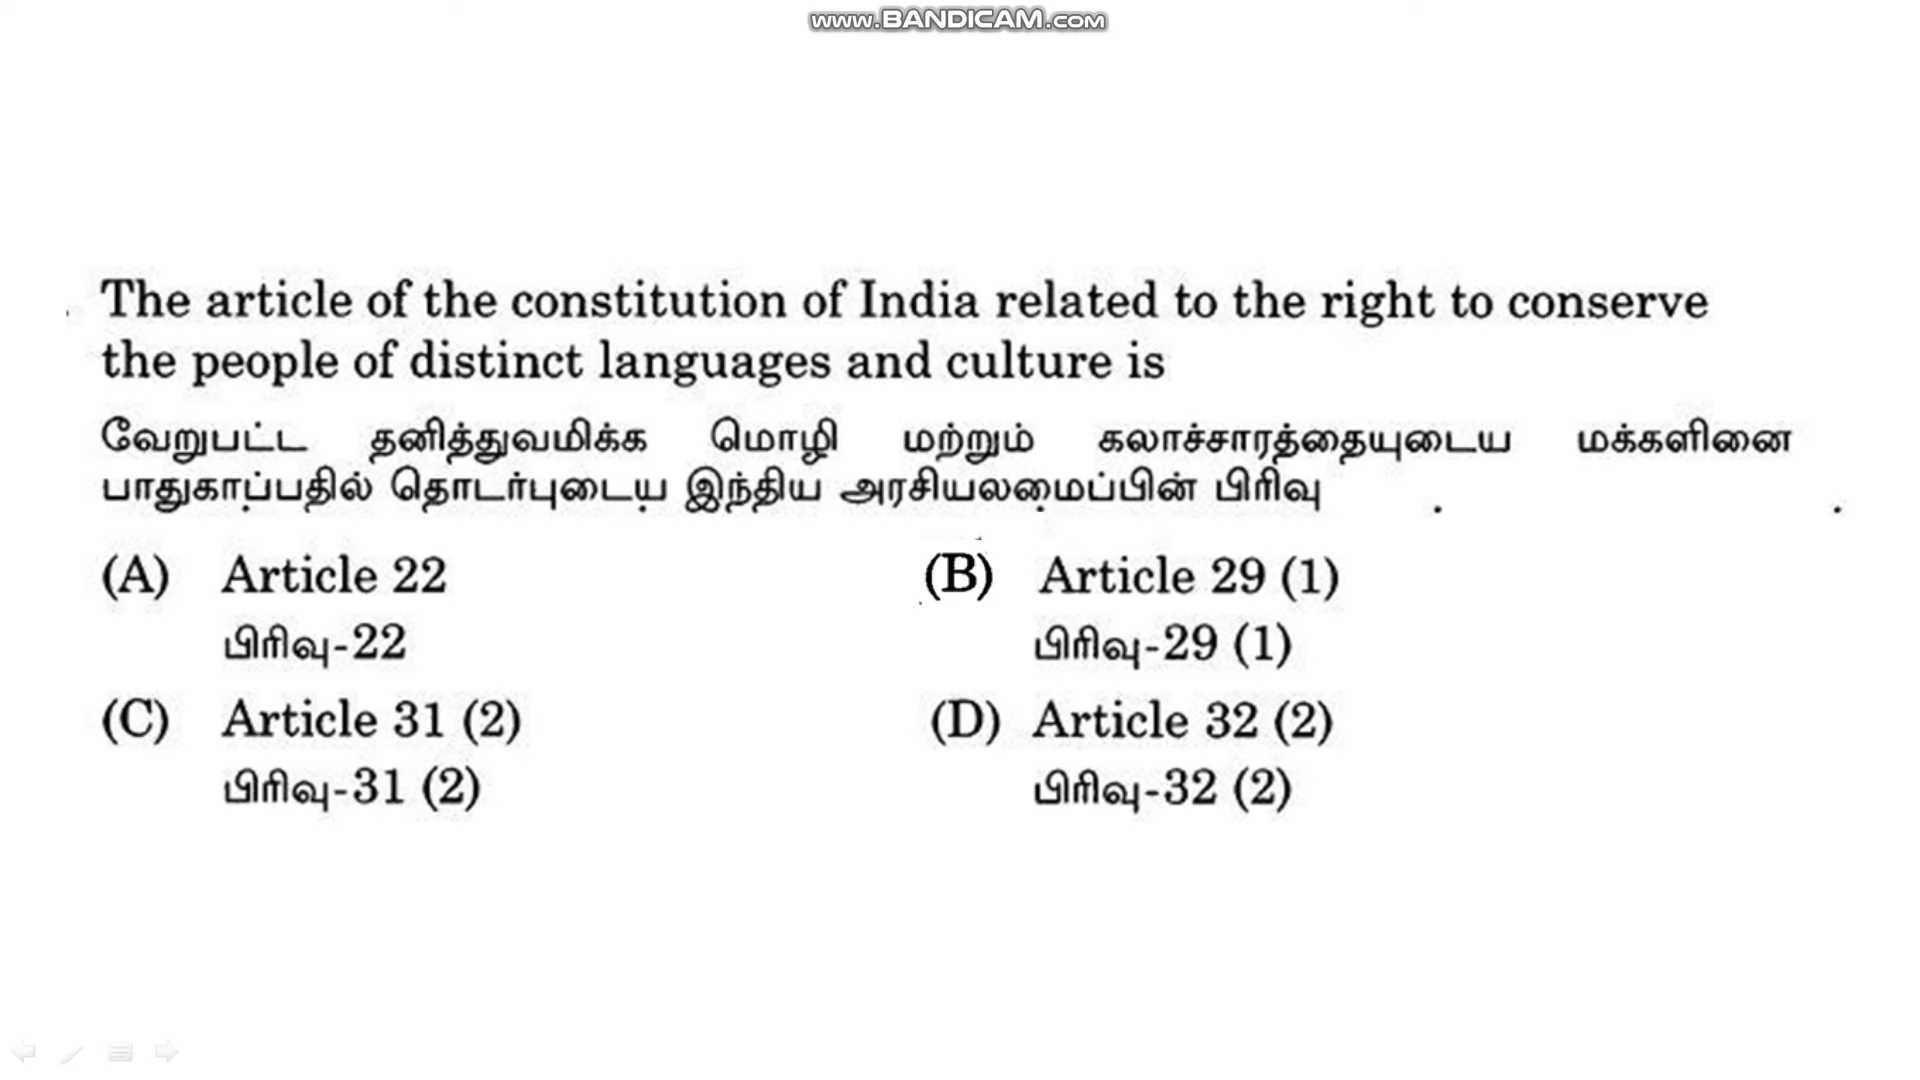 www.BANDICAM.com
The article of the constitution of India related to the right to conserve
the people of distinct languages and culture is
வேறுபட்ட தனித்துவமிக்க மொழி மற்றும் கலாச்சாரத்தையுடைய மக்களினை
பாதுகாப்பதில் தொடர்புடைய இந்திய அரசியலமைப்பின் பிரிவு
(A) Article 22 (B) Article 29 (1)
பிரிவு-22 பிரிவு-29 (1)
(C) Article 31 (2) (D) Article 32 (2)
பிரிவு-31 (2) பிரிவு-32 (2)